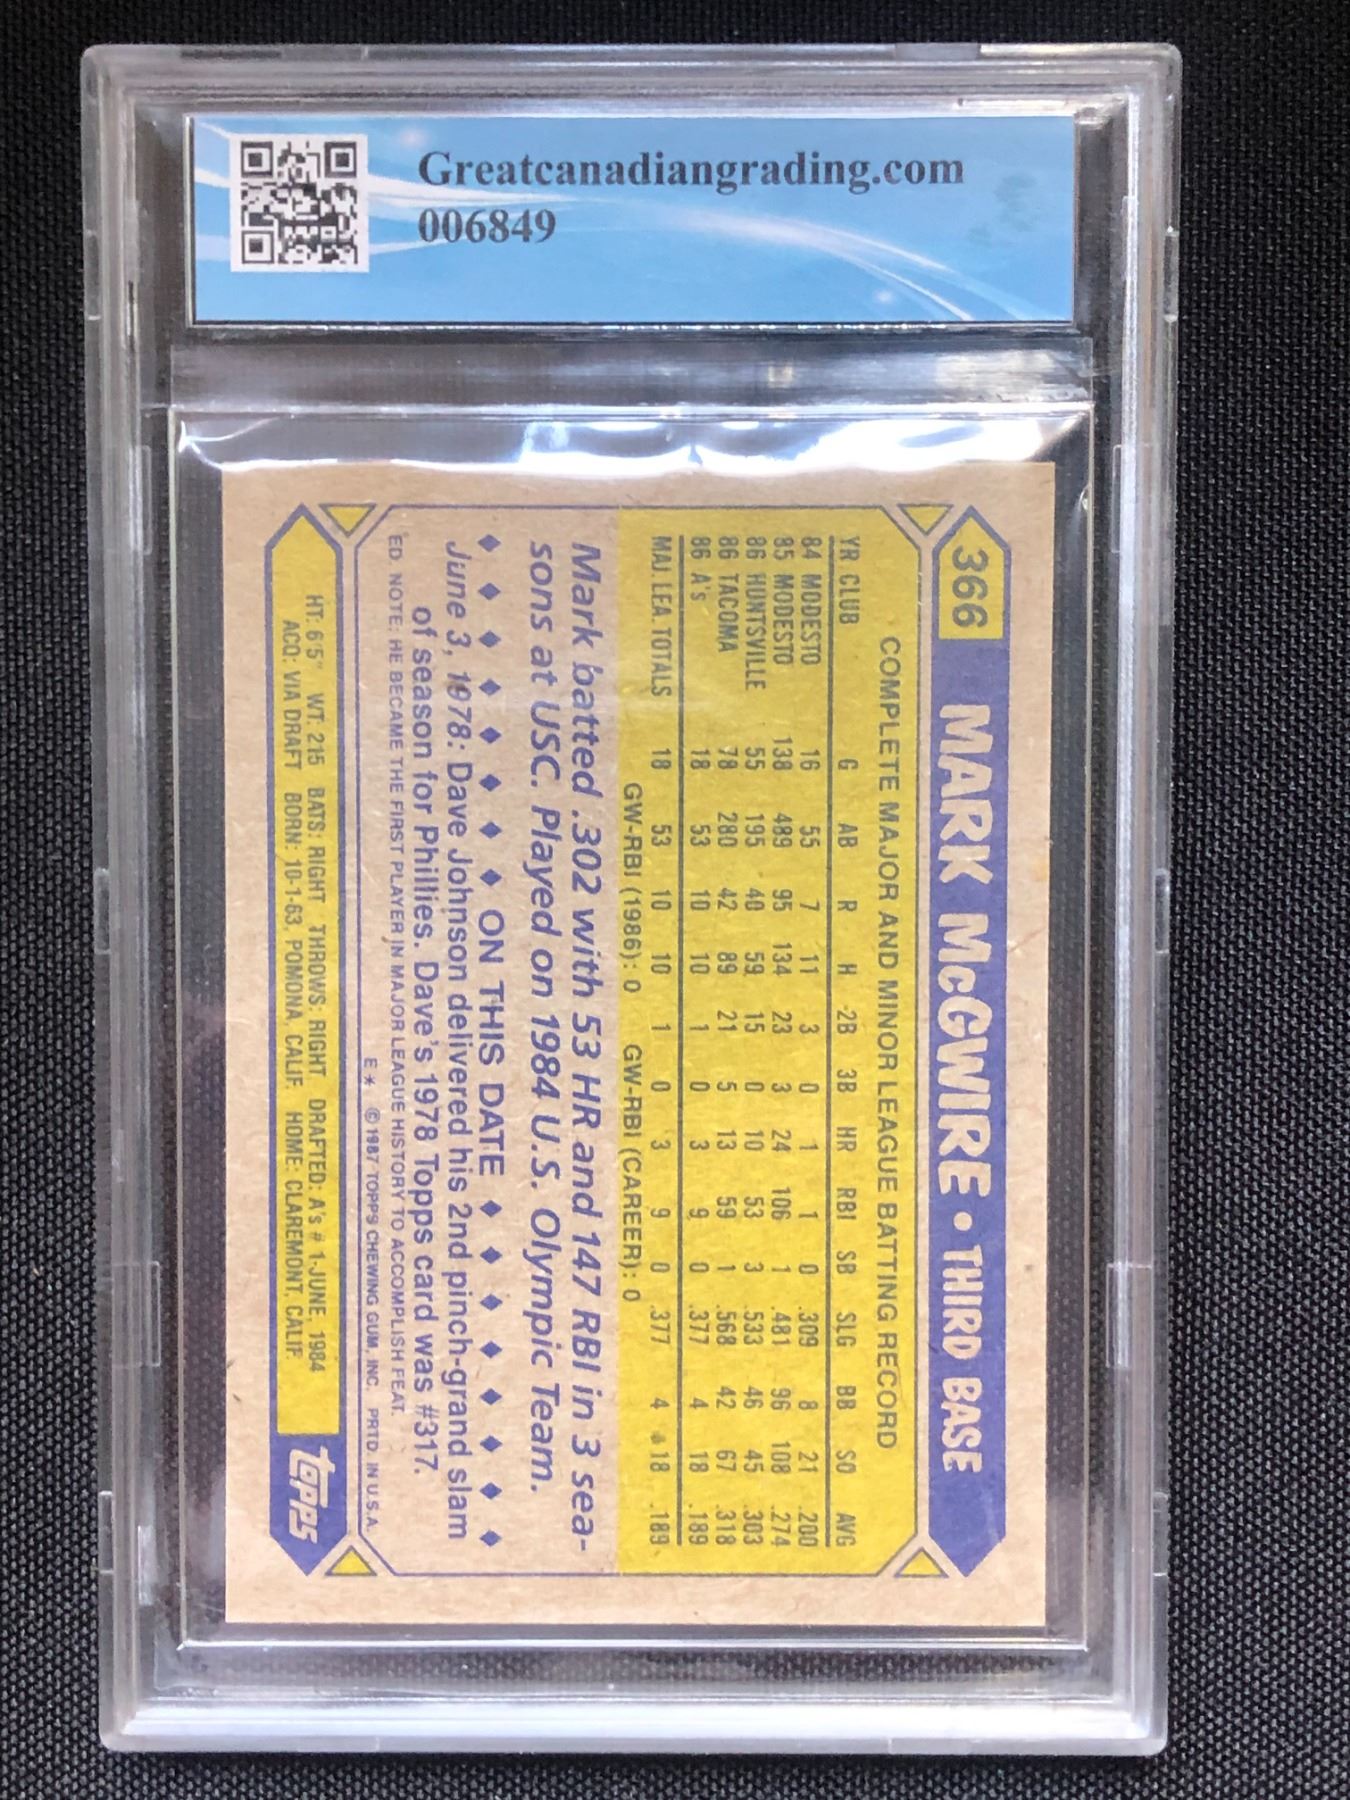 Greatcanadiangrading.com
006849
366 MARK McGWIRE • THIRD BASE
COMPLETE MAJOR AND MINOR LEAGUE BATTING RECORD
YR CLUB G AB R H 2B 3B HR RBI SB SLG BB SO AVG
84 MODESTO 16 55 7 11 3 0 1 1 0 .309 8 21 .200
85 MODESTO 138 489 95 134 23 3 24 106 1 .481 96 108 .274
86 HUNTSVILLE 55 195 40 59 15 0 10 53 3 .533 46 45 .303
86 TACOMA 78 280 42 89 21 5 13 59 1 .568 42 67 .318
86 A's 18 53 10 10 1 0 3 9 0 .377 4 18 .189
MAJ. LEA. TOTALS 18 53 10 10 1 0 3 9 0 .377 4 18 .189
GW-RBI (1986): 0 GW-RBI (CAREER): 0
Mark batted .302 with 53 HR and 147 RBI in 3 sea-
sons at USC. Played on 1984 U.S. Olympic Team.
♦ ♦ ♦ ♦ ♦ ♦ ♦ ♦ ON THIS DATE ♦ ♦ ♦ ♦ ♦ ♦ ♦ ♦
June 3, 1978: Dave Johnson delivered his 2nd pinch-grand slam
of season for Phillies. Dave's 1978 Topps card was #317.
ED. NOTE: HE BECAME THE FIRST PLAYER IN MAJOR LEAGUE HISTORY TO ACCOMPLISH FEAT.
E* © 1987 TOPPS CHEWING GUM, INC. PRTD. IN U.S.A.
HT: 6'5" WT: 215 BATS: RIGHT THROWS: RIGHT DRAFTED: A's #1-JUNE, 1984
ACQ: VIA DRAFT BORN: 10-1-63, POMONA, CALIF. HOME: CLAREMONT, CALIF.
topps